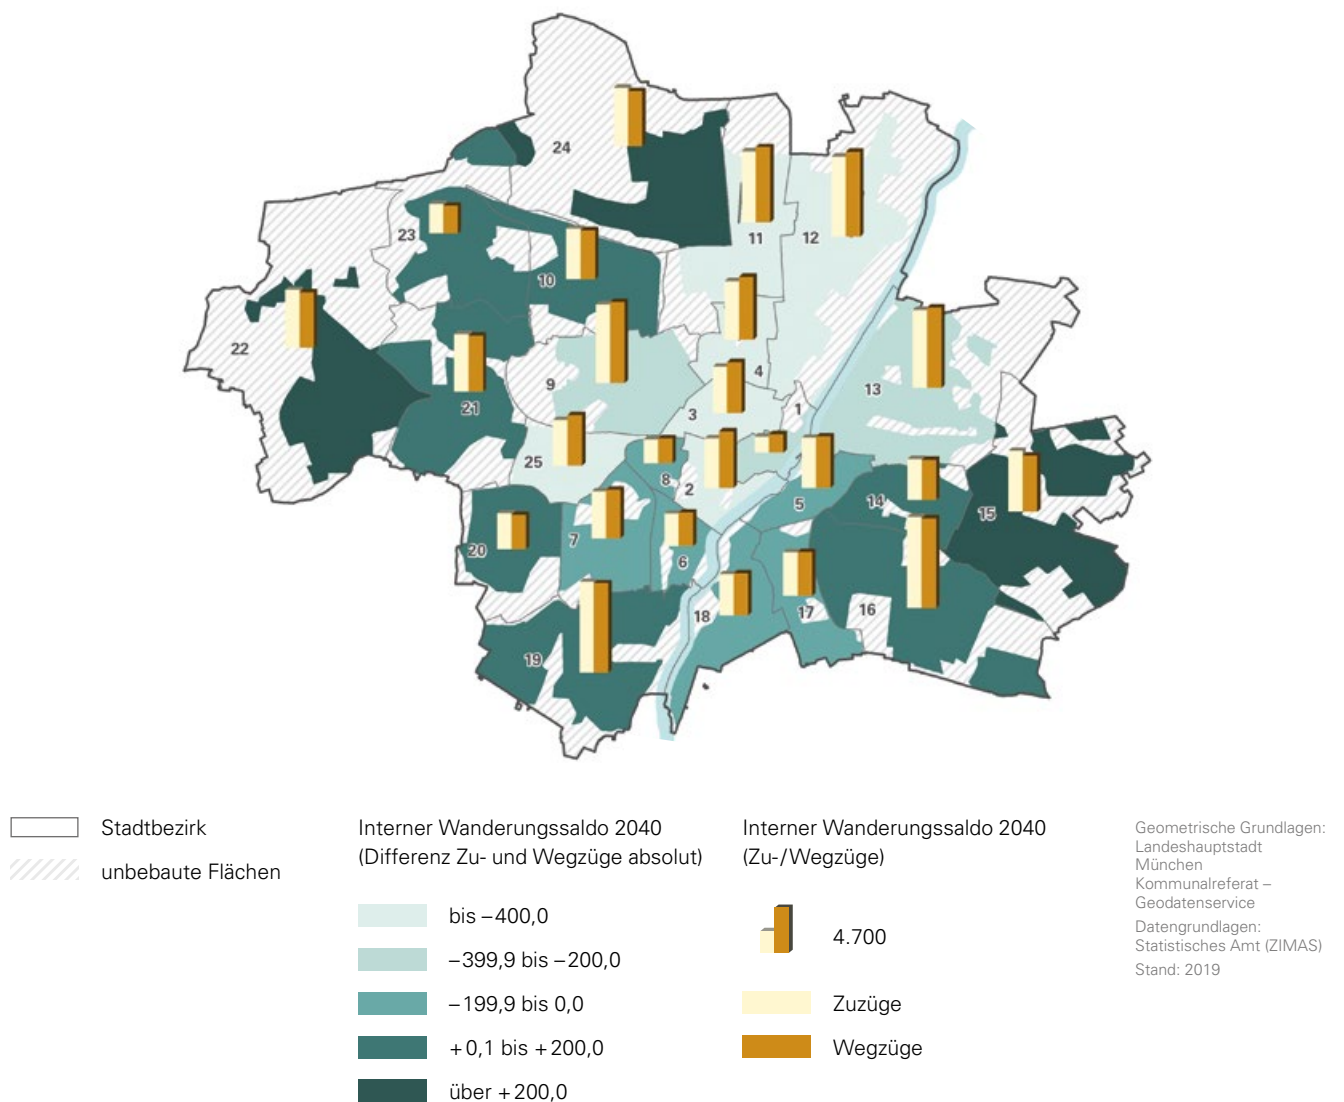 24
11
12
23
10
22
9
4
13
21
3
1
25
8
2
5
14
15
20
7
6
18
17
16
19
Stadtbezirk
unbebaute Flächen
Interner Wanderungssaldo 2040
(Differenz Zu- und Wegzüge absolut)
bis –400,0
–399,9 bis –200,0
–199,9 bis 0,0
+0,1 bis +200,0
über +200,0
Interner Wanderungssaldo 2040
(Zu-/Wegzüge)
4.700
Zuzüge
Wegzüge
Geometrische Grundlagen:
Landeshauptstadt
München
Kommunalreferat –
Geodatenservice
Datengrundlagen:
Statistisches Amt (ZIMAS)
Stand: 2019